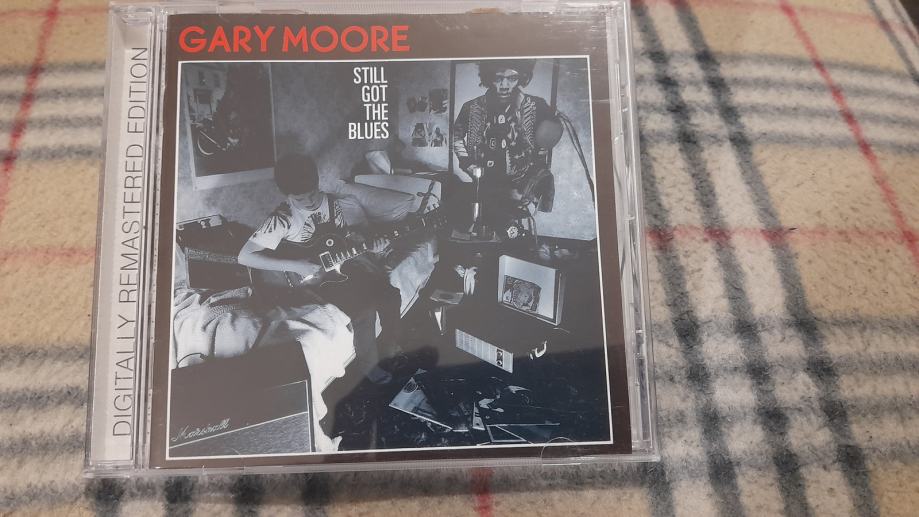 DIGITALLY REMASTERED EDITION
GARY MOORE
STILL
GOT
THE
BLUES
Marshall